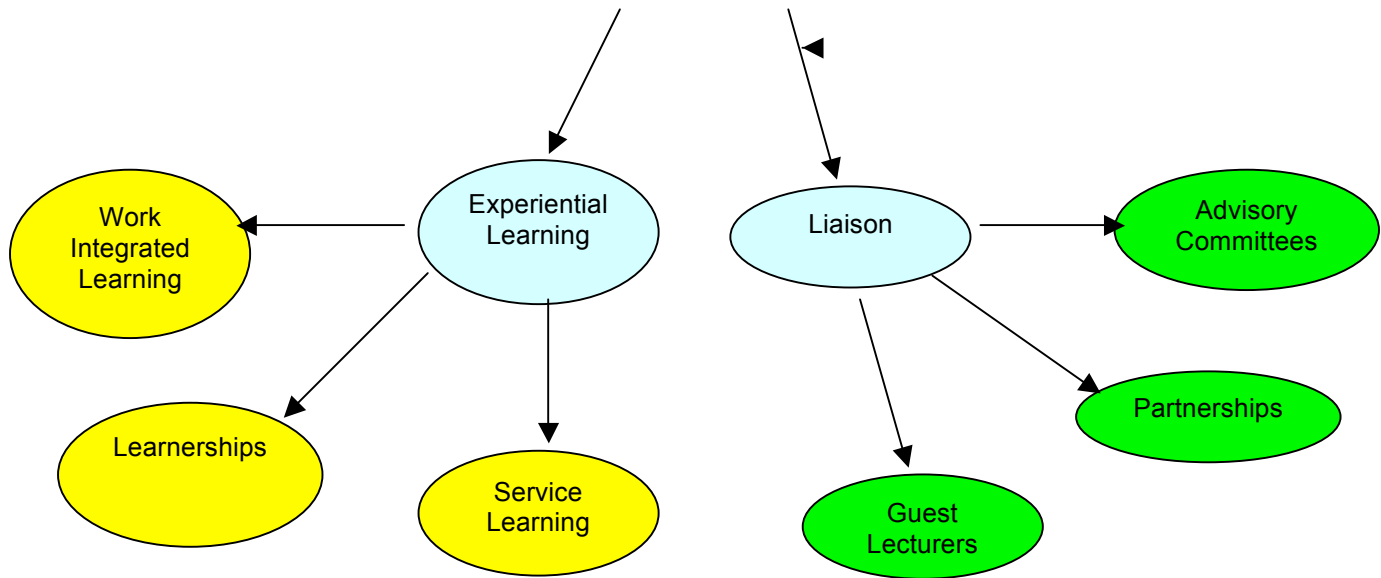 Experiential
Learning
Work
Integrated
Learning
Liaison
Advisory
Committees
Learnerships
Service
Learning
Guest
Lecturers
Partnerships